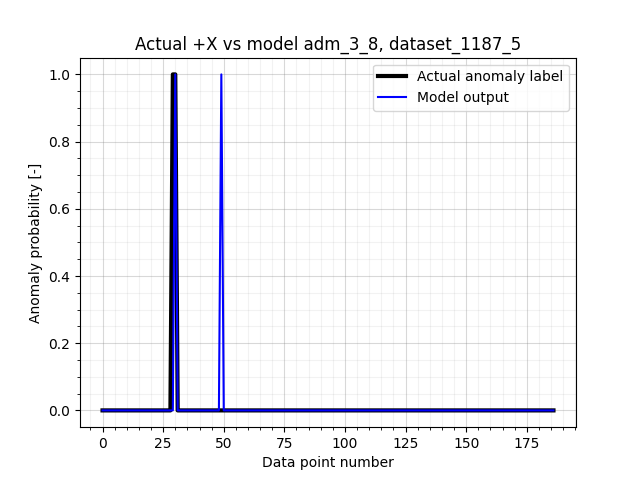 Actual +X vs model adm_3_8, dataset_1187_5
Actual anomaly label
Model output
Anomaly probability [-]
1.0
0.8
0.6
0.4
0.2
0.0
0 25 50 75 100 125 150 175
Data point number